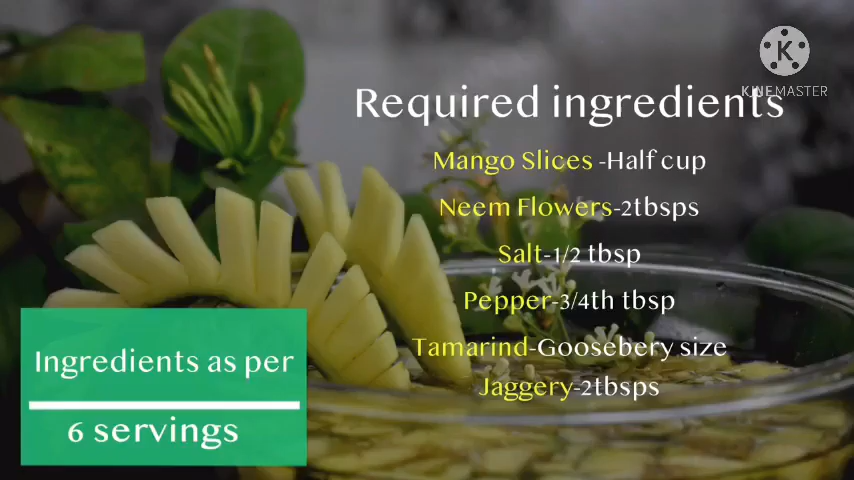 KINEMASTER
Required ingredients
Mango Slices -Half cup
Neem Flowers-2tbsps
Salt-1/2 tbsp
Pepper-3/4th tbsp
Tamarind-Goosebery size
Jaggery-2tbsps
Ingredients as per
6 servings